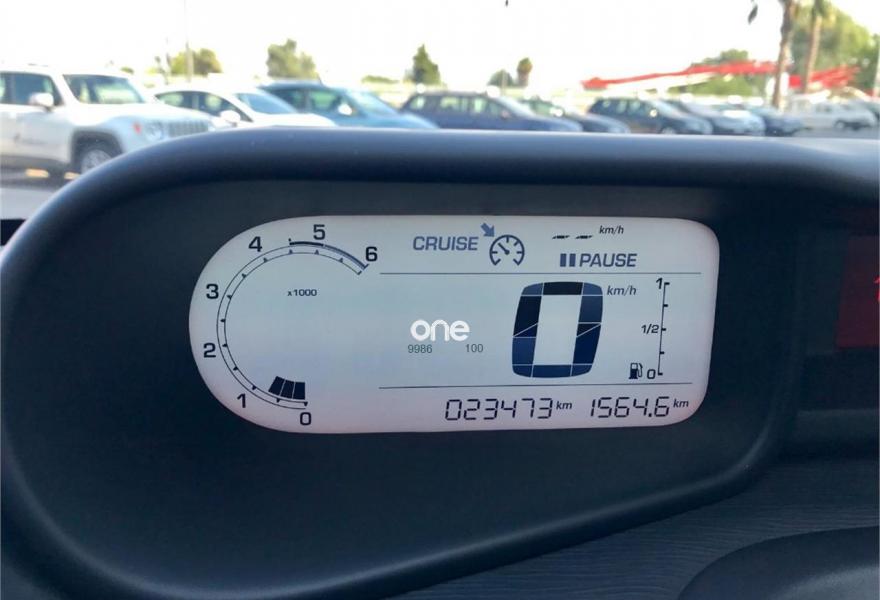 CRUISE -- -- km/h
PAUSE
0 km/h
x1000
0 1 2 3 4 5 6
1
1/2
0
one
9986 100
023473 km 1564.6 km